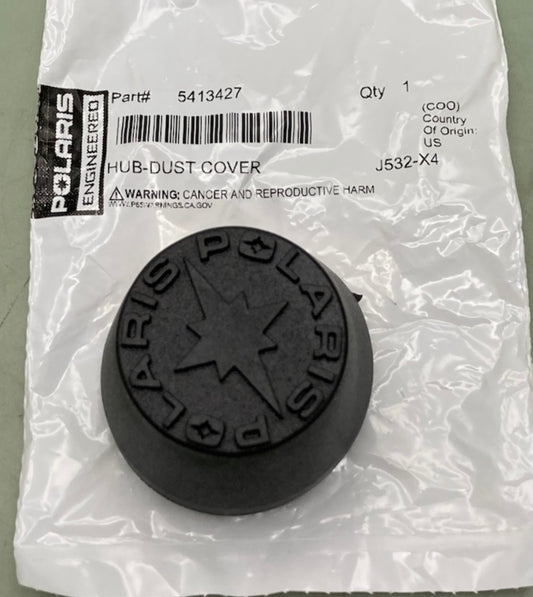 Part# 5413427 Qty 1
(COO)
Country
Of Origin:
US
POLARIS
ENGINEERED
HUB-DUST COVER J532-X4
⚠WARNING: CANCER AND REPRODUCTIVE HARM
WWW.P65WARNINGS.CA.GOV
POLARIS
POLARIS